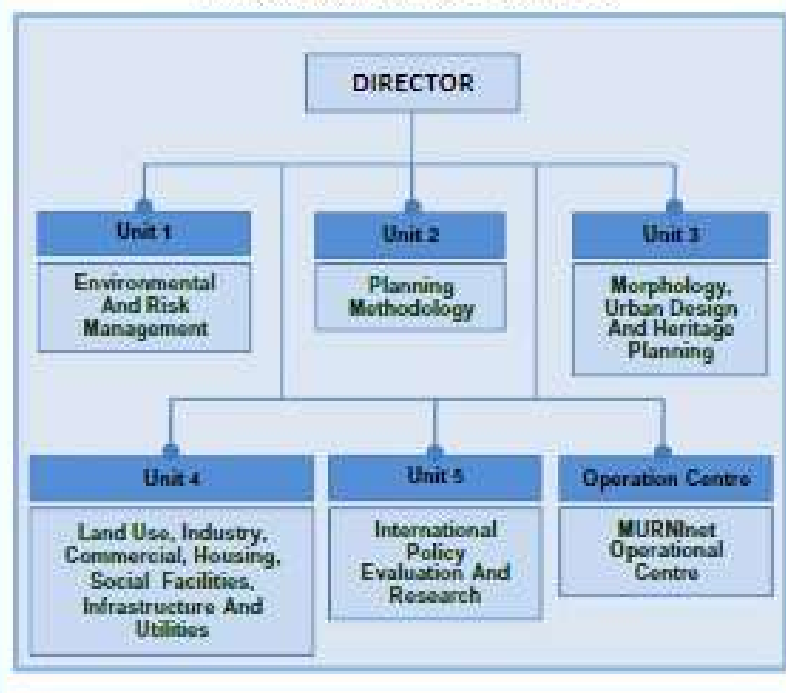 DIRECTOR
Unit 1
Unit 2
Unit 3
Environmental
And Risk
Management
Planning
Methodology
Morphology,
Urban Design
And Heritage
Planning
Unit 4
Unit 5
Operation Centre
Land Use, Industry,
Commercial, Housing,
Social Facilities,
Infrastructure And
Utilities
International
Policy
Evaluation And
Research
MURNInet
Operational
Centre